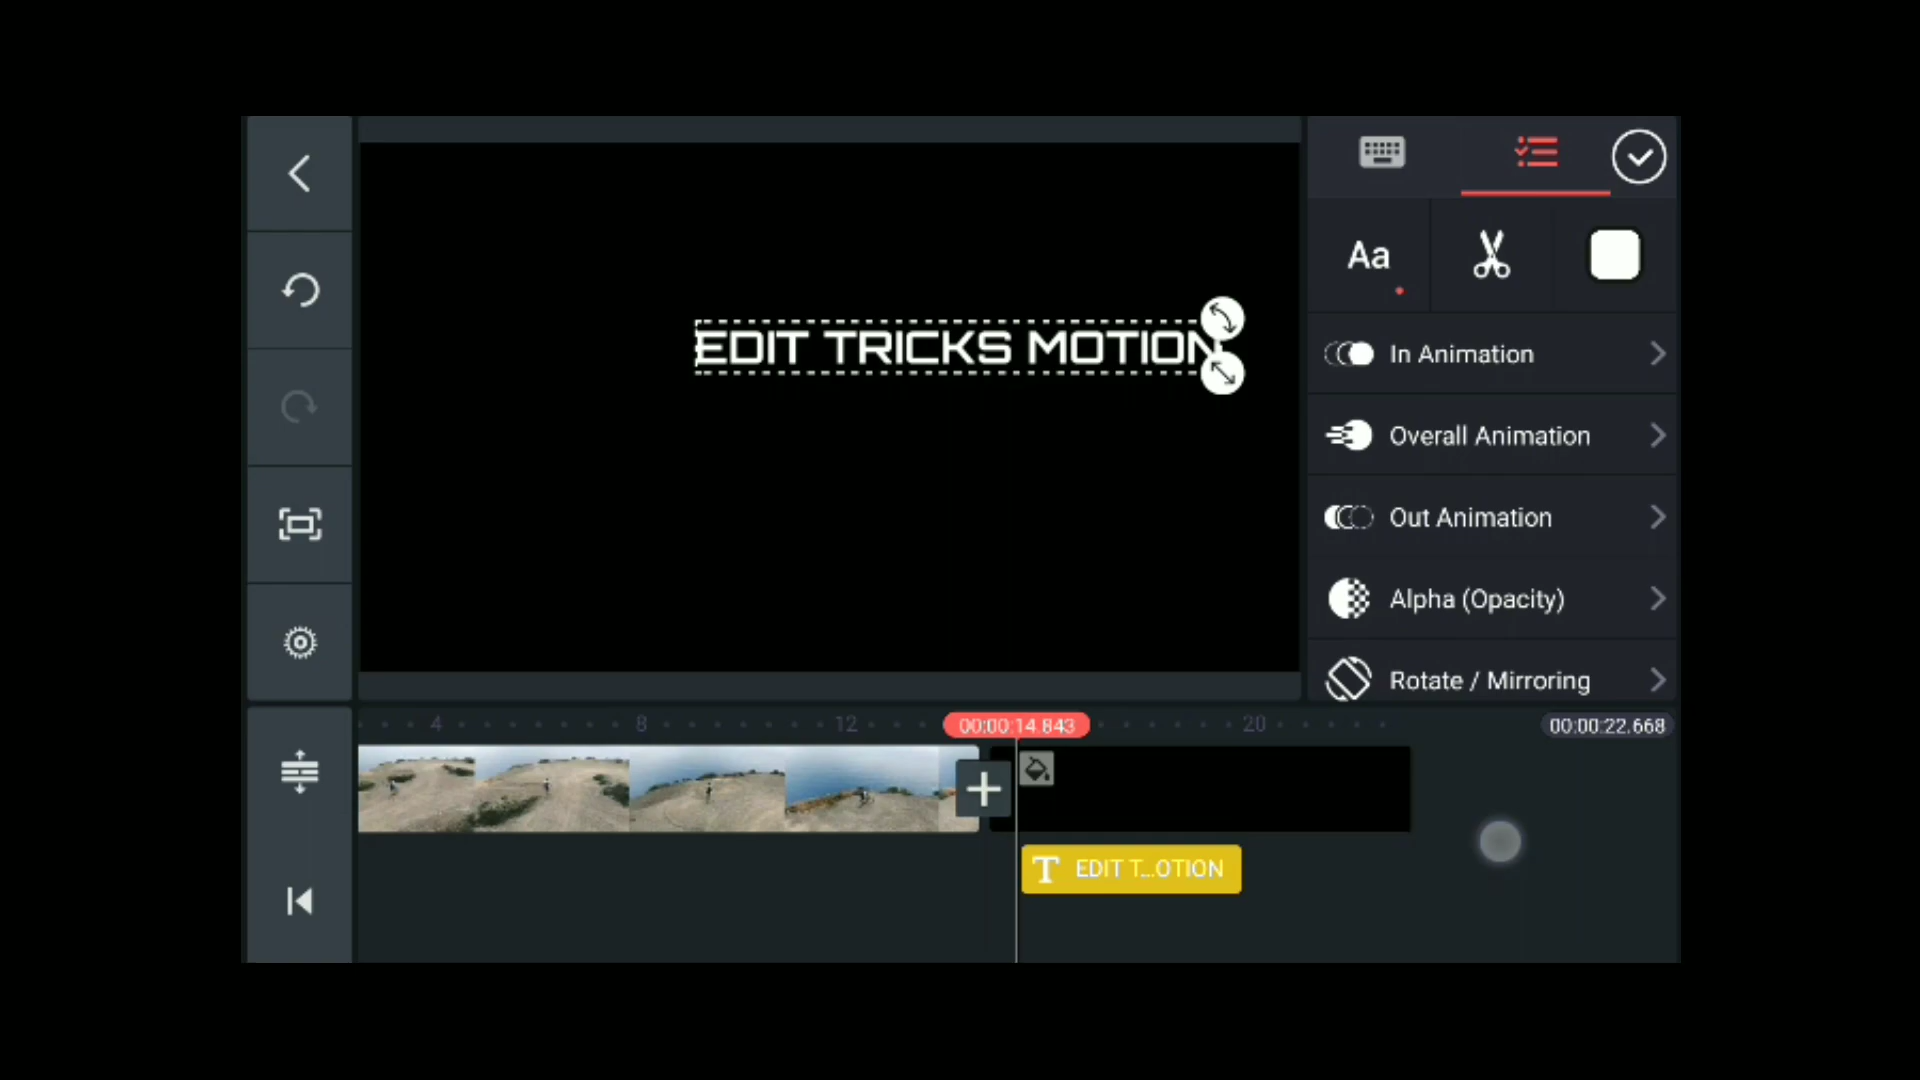 EDIT TRICKS MOTION
Aa
In Animation
Overall Animation
Out Animation
Alpha (Opacity)
Rotate / Mirroring
4
8
12
00:00:14.843
20
00:00:22.668
T EDIT T...OTION